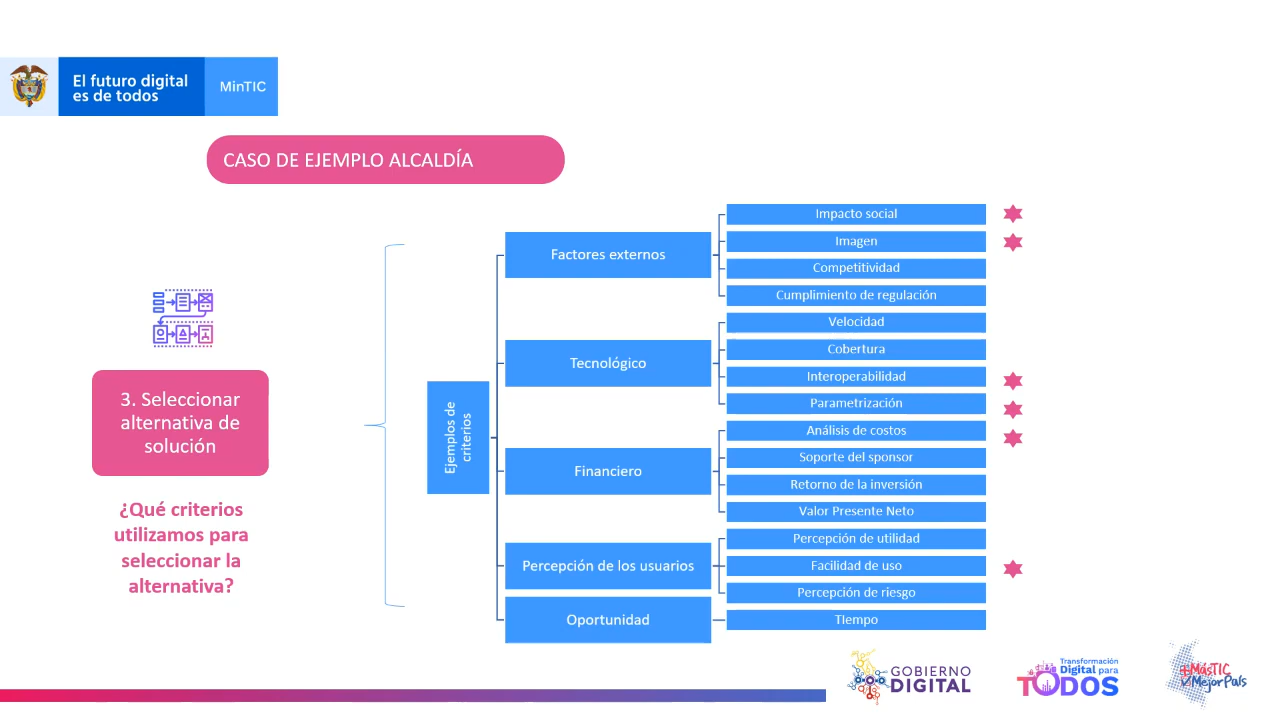 El futuro digital
es de todos
MinTIC
CASO DE EJEMPLO ALCALDÍA
3. Seleccionar
alternativa de
solución
¿Qué criterios
utilizamos para
seleccionar la
alternativa?
Ejemplos de
criterios
Factores externos
Impacto social
Imagen
Competitividad
Cumplimiento de regulación
Tecnológico
Velocidad
Cobertura
Interoperabilidad
Parametrización
Financiero
Análisis de costos
Soporte del sponsor
Retorno de la inversión
Valor Presente Neto
Percepción de los usuarios
Percepción de utilidad
Facilidad de uso
Percepción de riesgo
Oportunidad
TIempo
GOBIERNO
DIGITAL
Transformación
Digital para
TODOS
+MásTIC
MejorPaís